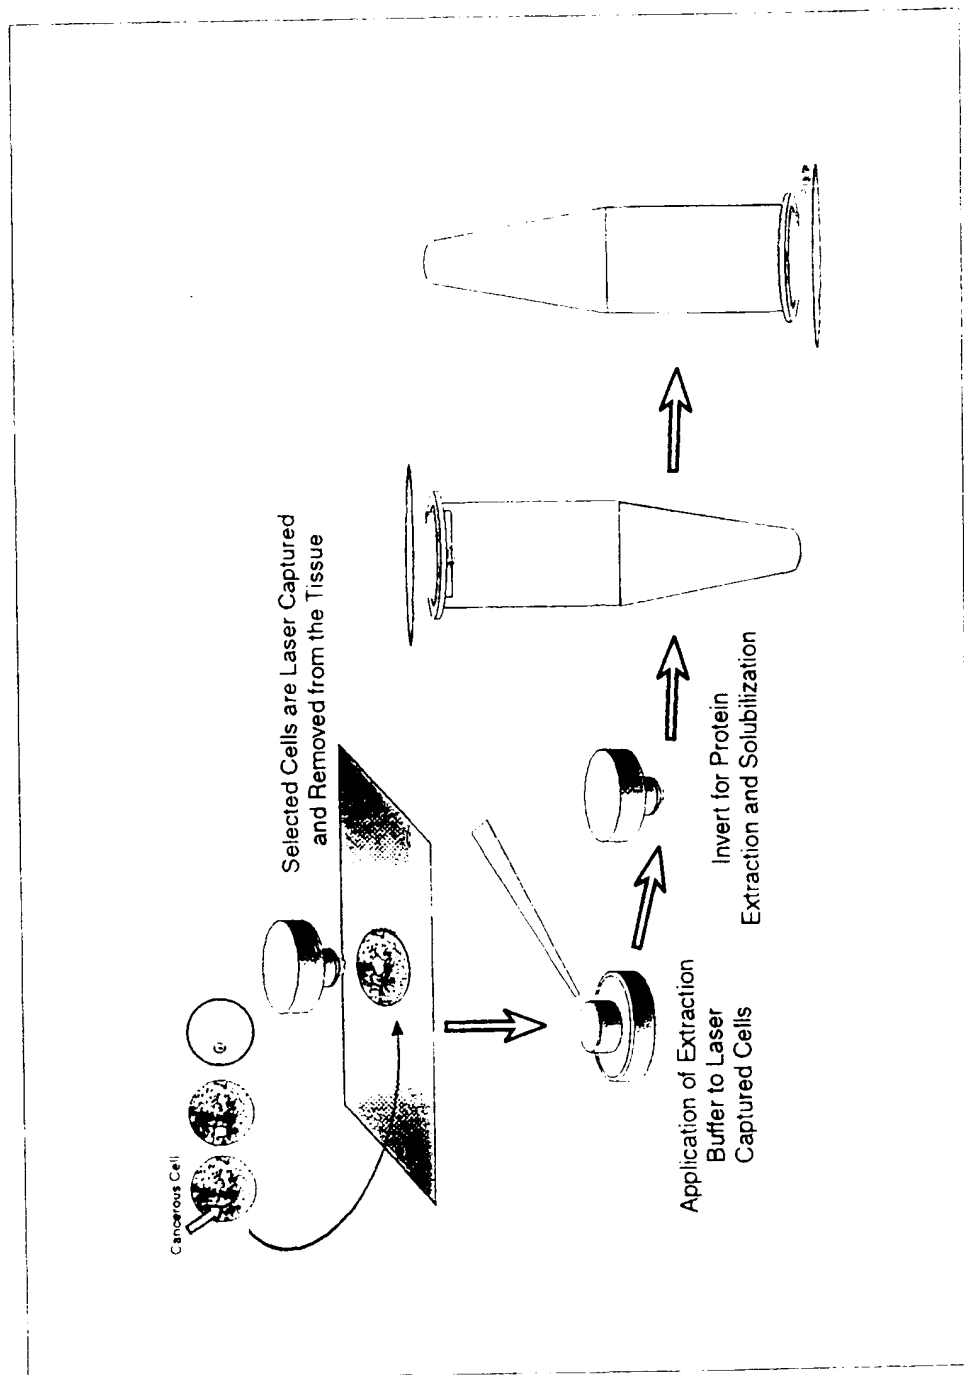 Cancerous Cell
Selected Cells are Laser Captured
and Removed from the Tissue
Application of Extraction
Buffer to Laser
Captured Cells
Invert for Protein
Extraction and Solubilization